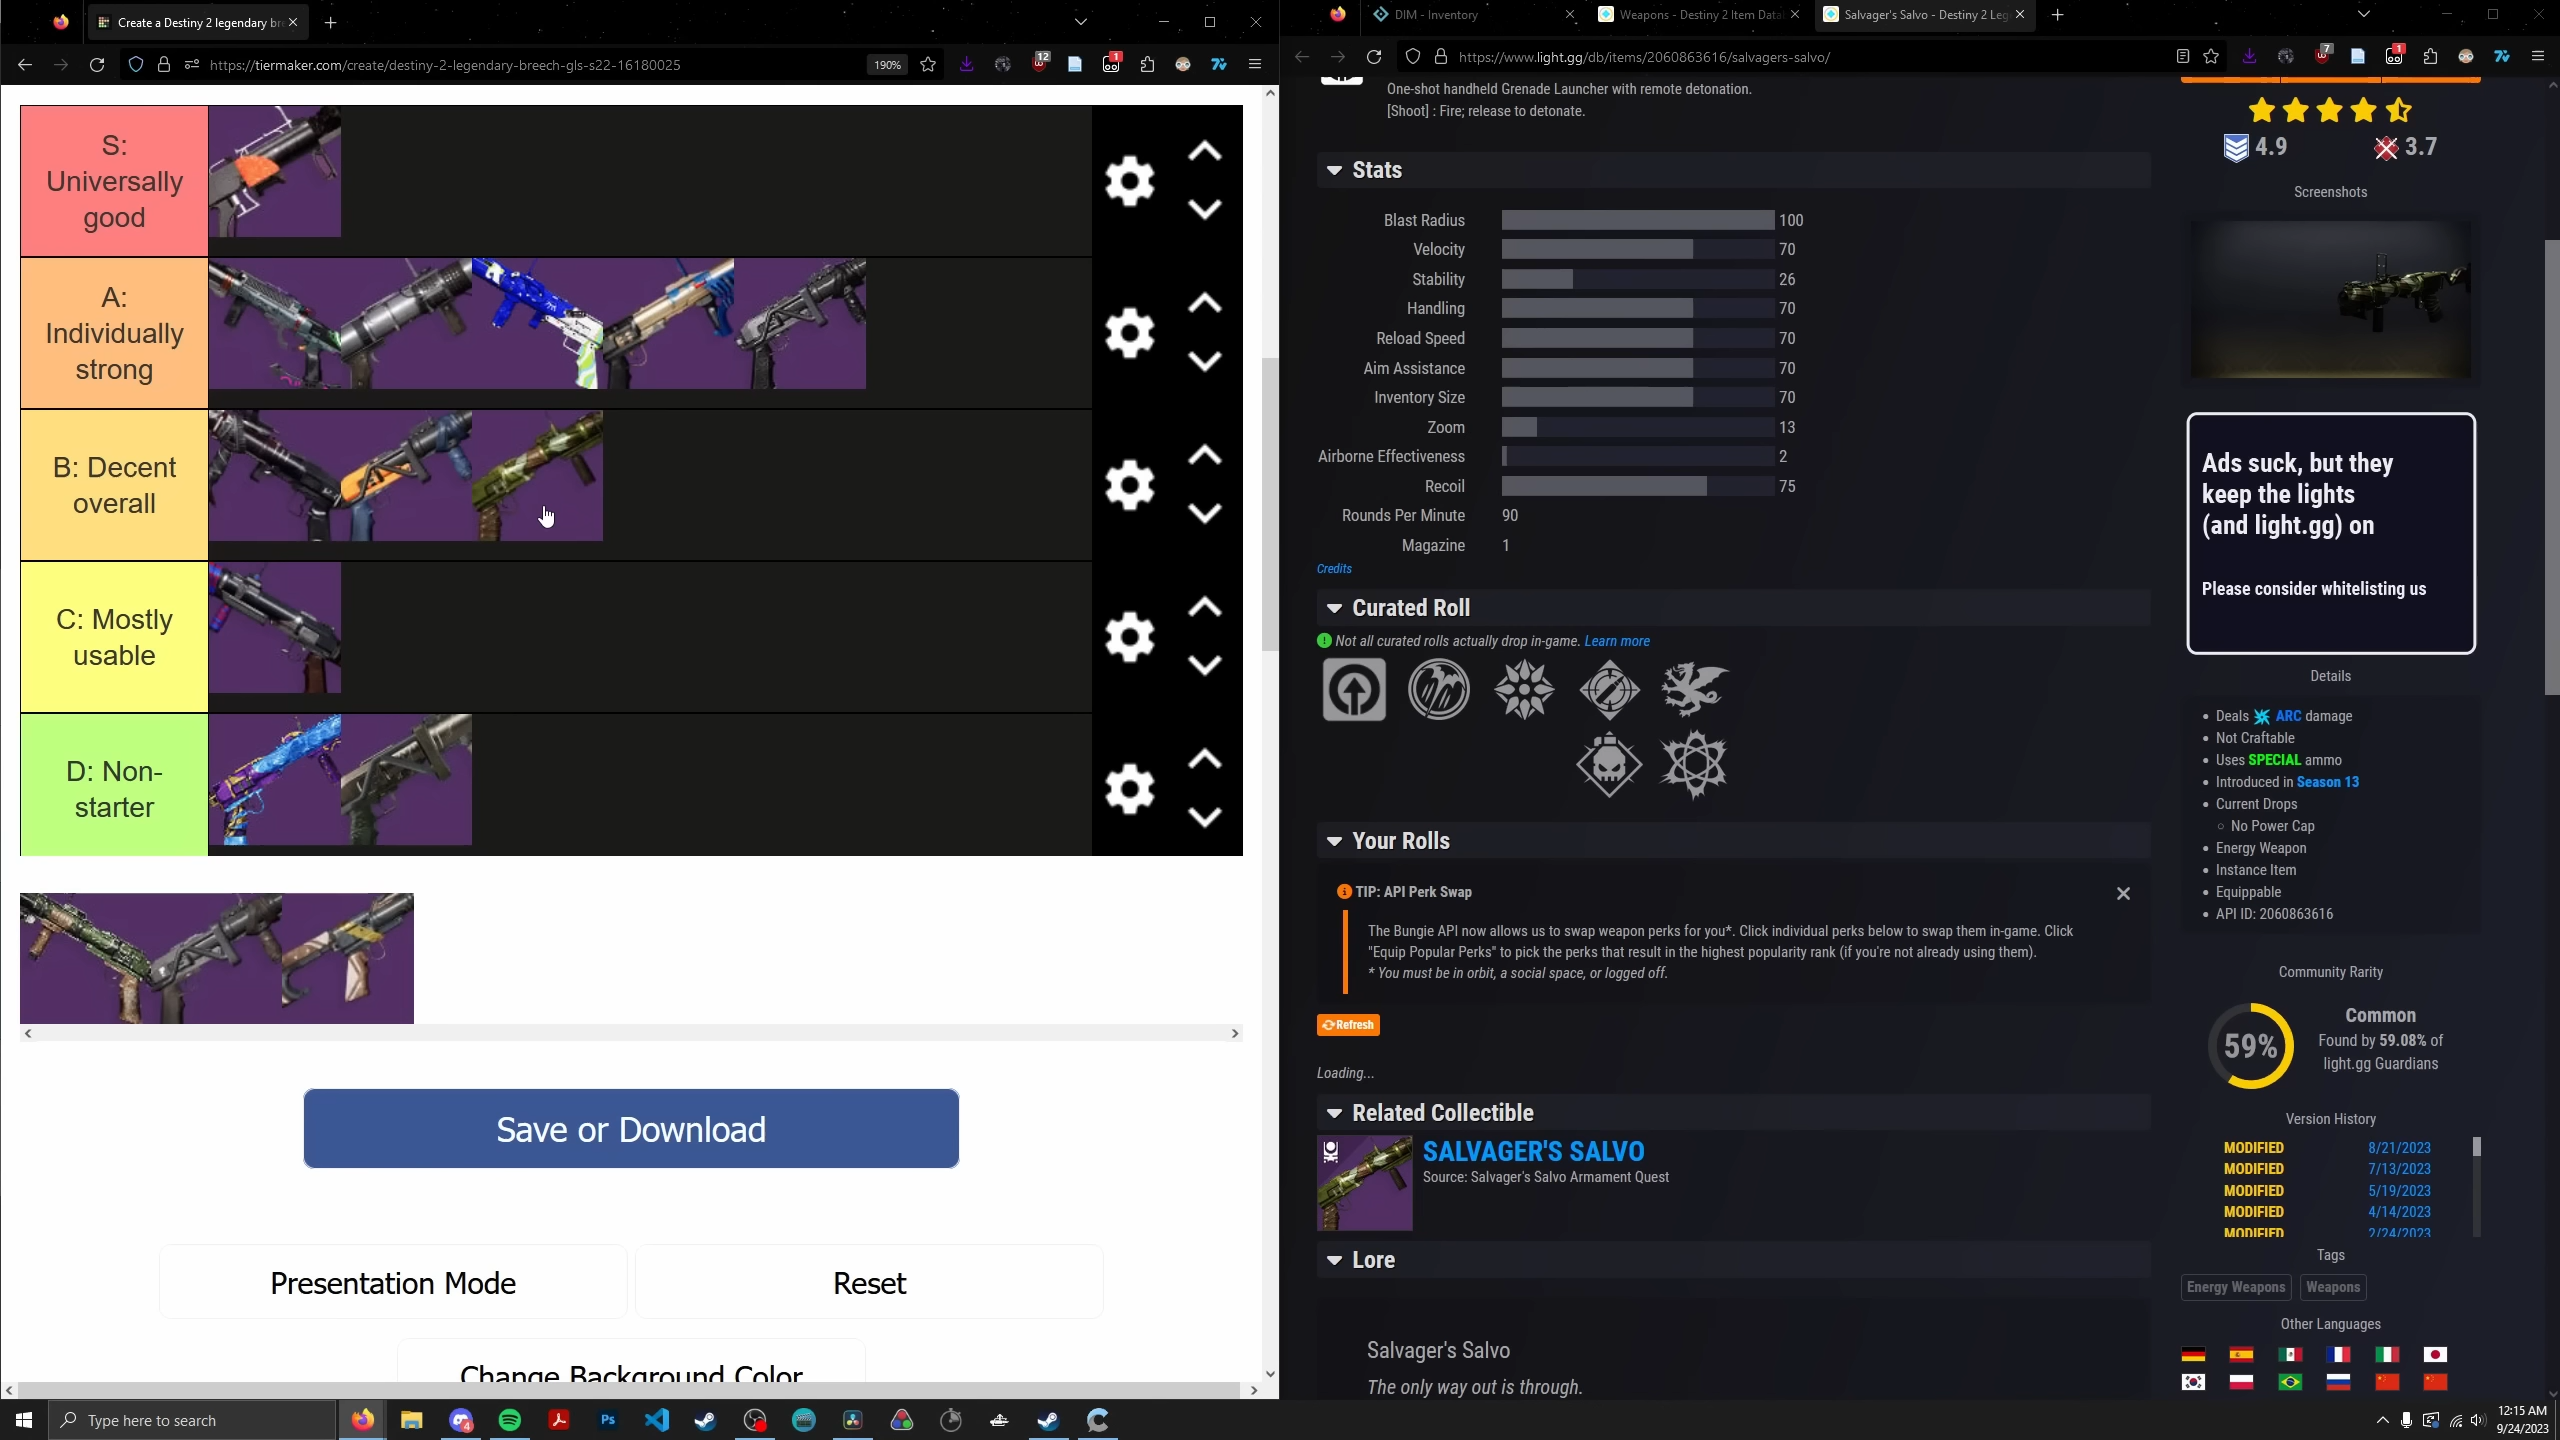 Create a Destiny 2 legendary bre
https://tiermaker.com/create/destiny-2-legendary-breech-gls-s22-16180025
190%
12
1
S:
Universally
good
A:
Individually
strong
B: Decent
overall
C: Mostly
usable
D: Non-
starter
Save or Download
Presentation Mode
Reset
Change Background Color
DIM - Inventory
Weapons - Destiny 2 Item Data
Salvager's Salvo - Destiny 2 Leg
https://www.light.gg/db/items/2060863616/salvagers-salvo/
7
1
One-shot handheld Grenade Launcher with remote detonation.
[Shoot] : Fire; release to detonate.
Stats
Blast Radius 100
Velocity 70
Stability 26
Handling 70
Reload Speed 70
Aim Assistance 70
Inventory Size 70
Zoom 13
Airborne Effectiveness 2
Recoil 75
Rounds Per Minute 90
Magazine 1
Credits
Curated Roll
Not all curated rolls actually drop in-game. Learn more
Your Rolls
TIP: API Perk Swap
The Bungie API now allows us to swap weapon perks for you*. Click individual perks below to swap them in-game. Click
"Equip Popular Perks" to pick the perks that result in the highest popularity rank (if you're not already using them).
* You must be in orbit, a social space, or logged off.
Refresh
Loading...
Related Collectible
SALVAGER'S SALVO
Source: Salvager's Salvo Armament Quest
Lore
Salvager's Salvo
The only way out is through.
4.9
3.7
Screenshots
Ads suck, but they
keep the lights
(and light.gg) on
Please consider whitelisting us
Details
Deals ARC damage
Not Craftable
Uses SPECIAL ammo
Introduced in Season 13
Current Drops
No Power Cap
Energy Weapon
Instance Item
Equippable
API ID: 2060863616
Community Rarity
59%
Common
Found by 59.08% of
light.gg Guardians
Version History
MODIFIED 8/21/2023
MODIFIED 7/13/2023
MODIFIED 5/19/2023
MODIFIED 4/14/2023
MODIFIED 2/24/2023
Tags
Energy Weapons
Weapons
Other Languages
Type here to search
4
Ps
12:15 AM
9/24/2023